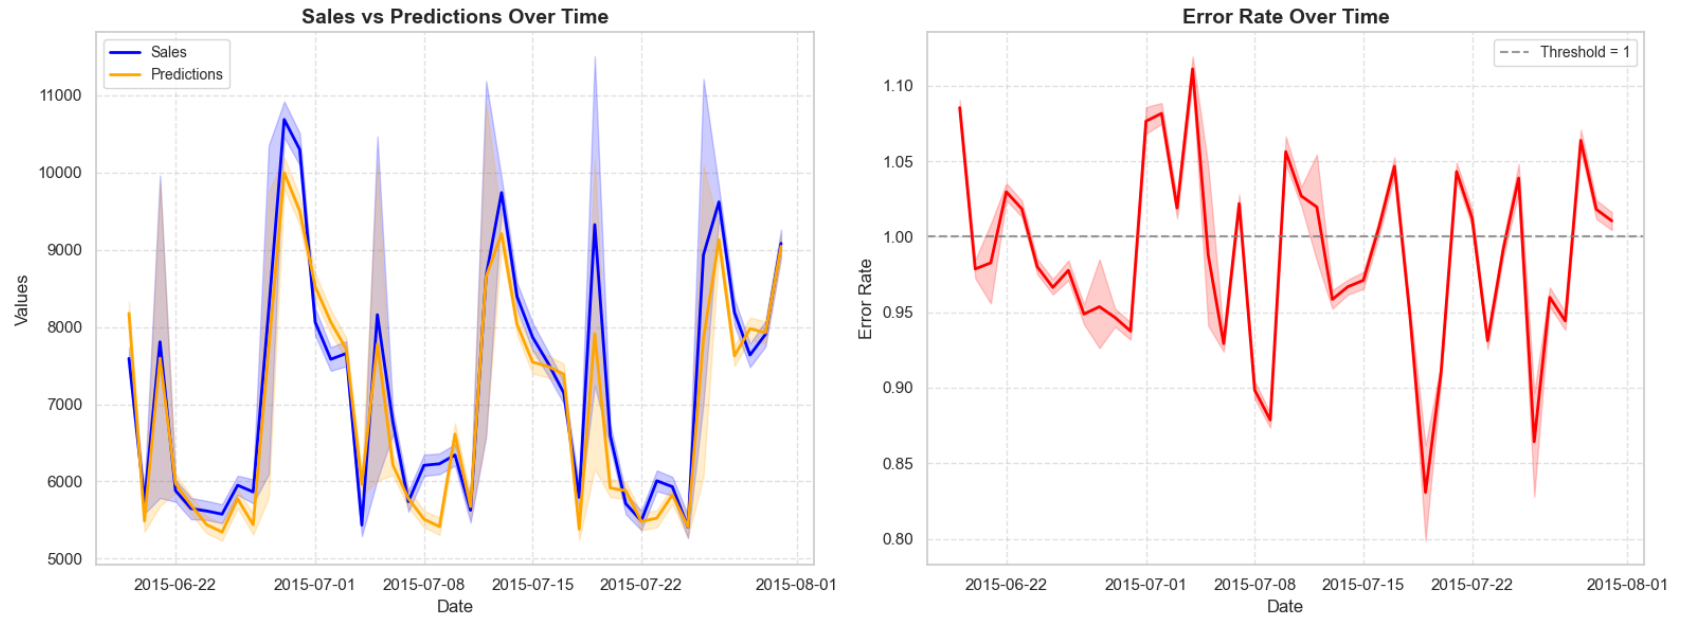 Sales vs Predictions Over Time
Sales
Predictions
11000
10000
9000
8000
7000
6000
5000
Values
2015-06-22
2015-07-01
2015-07-08
2015-07-15
2015-07-22
2015-08-01
Date
Error Rate Over Time
Threshold = 1
1.10
1.05
1.00
0.95
0.90
0.85
0.80
Error Rate
2015-06-22
2015-07-01
2015-07-08
2015-07-15
2015-07-22
2015-08-01
Date